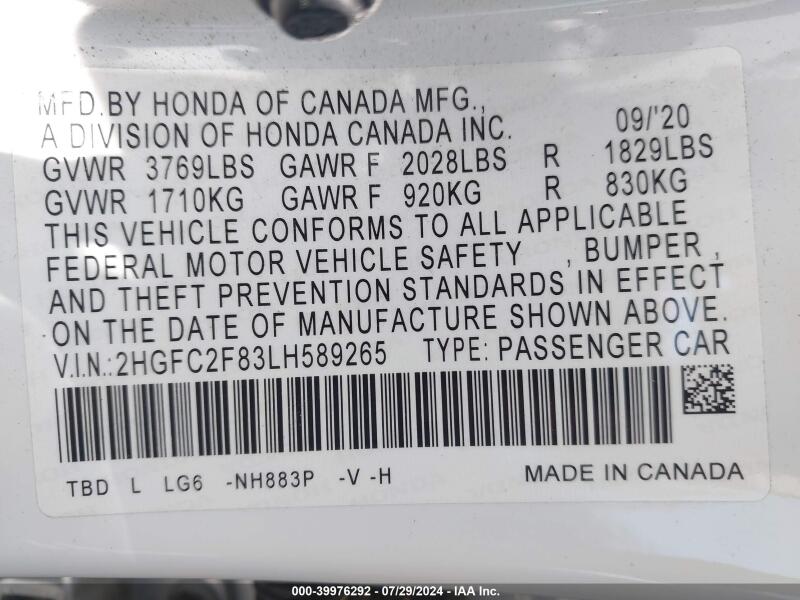 MFD. BY HONDA OF CANADA MFG.,
A DIVISION OF HONDA CANADA INC. 09/'20
GVWR 3769LBS GAWR F 2028LBS R 1829LBS
GVWR 1710KG GAWR F 920KG R 830KG
THIS VEHICLE CONFORMS TO ALL APPLICABLE
FEDERAL MOTOR VEHICLE SAFETY , BUMPER ,
AND THEFT PREVENTION STANDARDS IN EFFECT
ON THE DATE OF MANUFACTURE SHOWN ABOVE.
V.I.N.: 2HGFC2F83LH589265 TYPE: PASSENGER CAR
TBD L LG6 -NH883P -V -H MADE IN CANADA
000-39976292 - 07/29/2024 - IAA Inc.